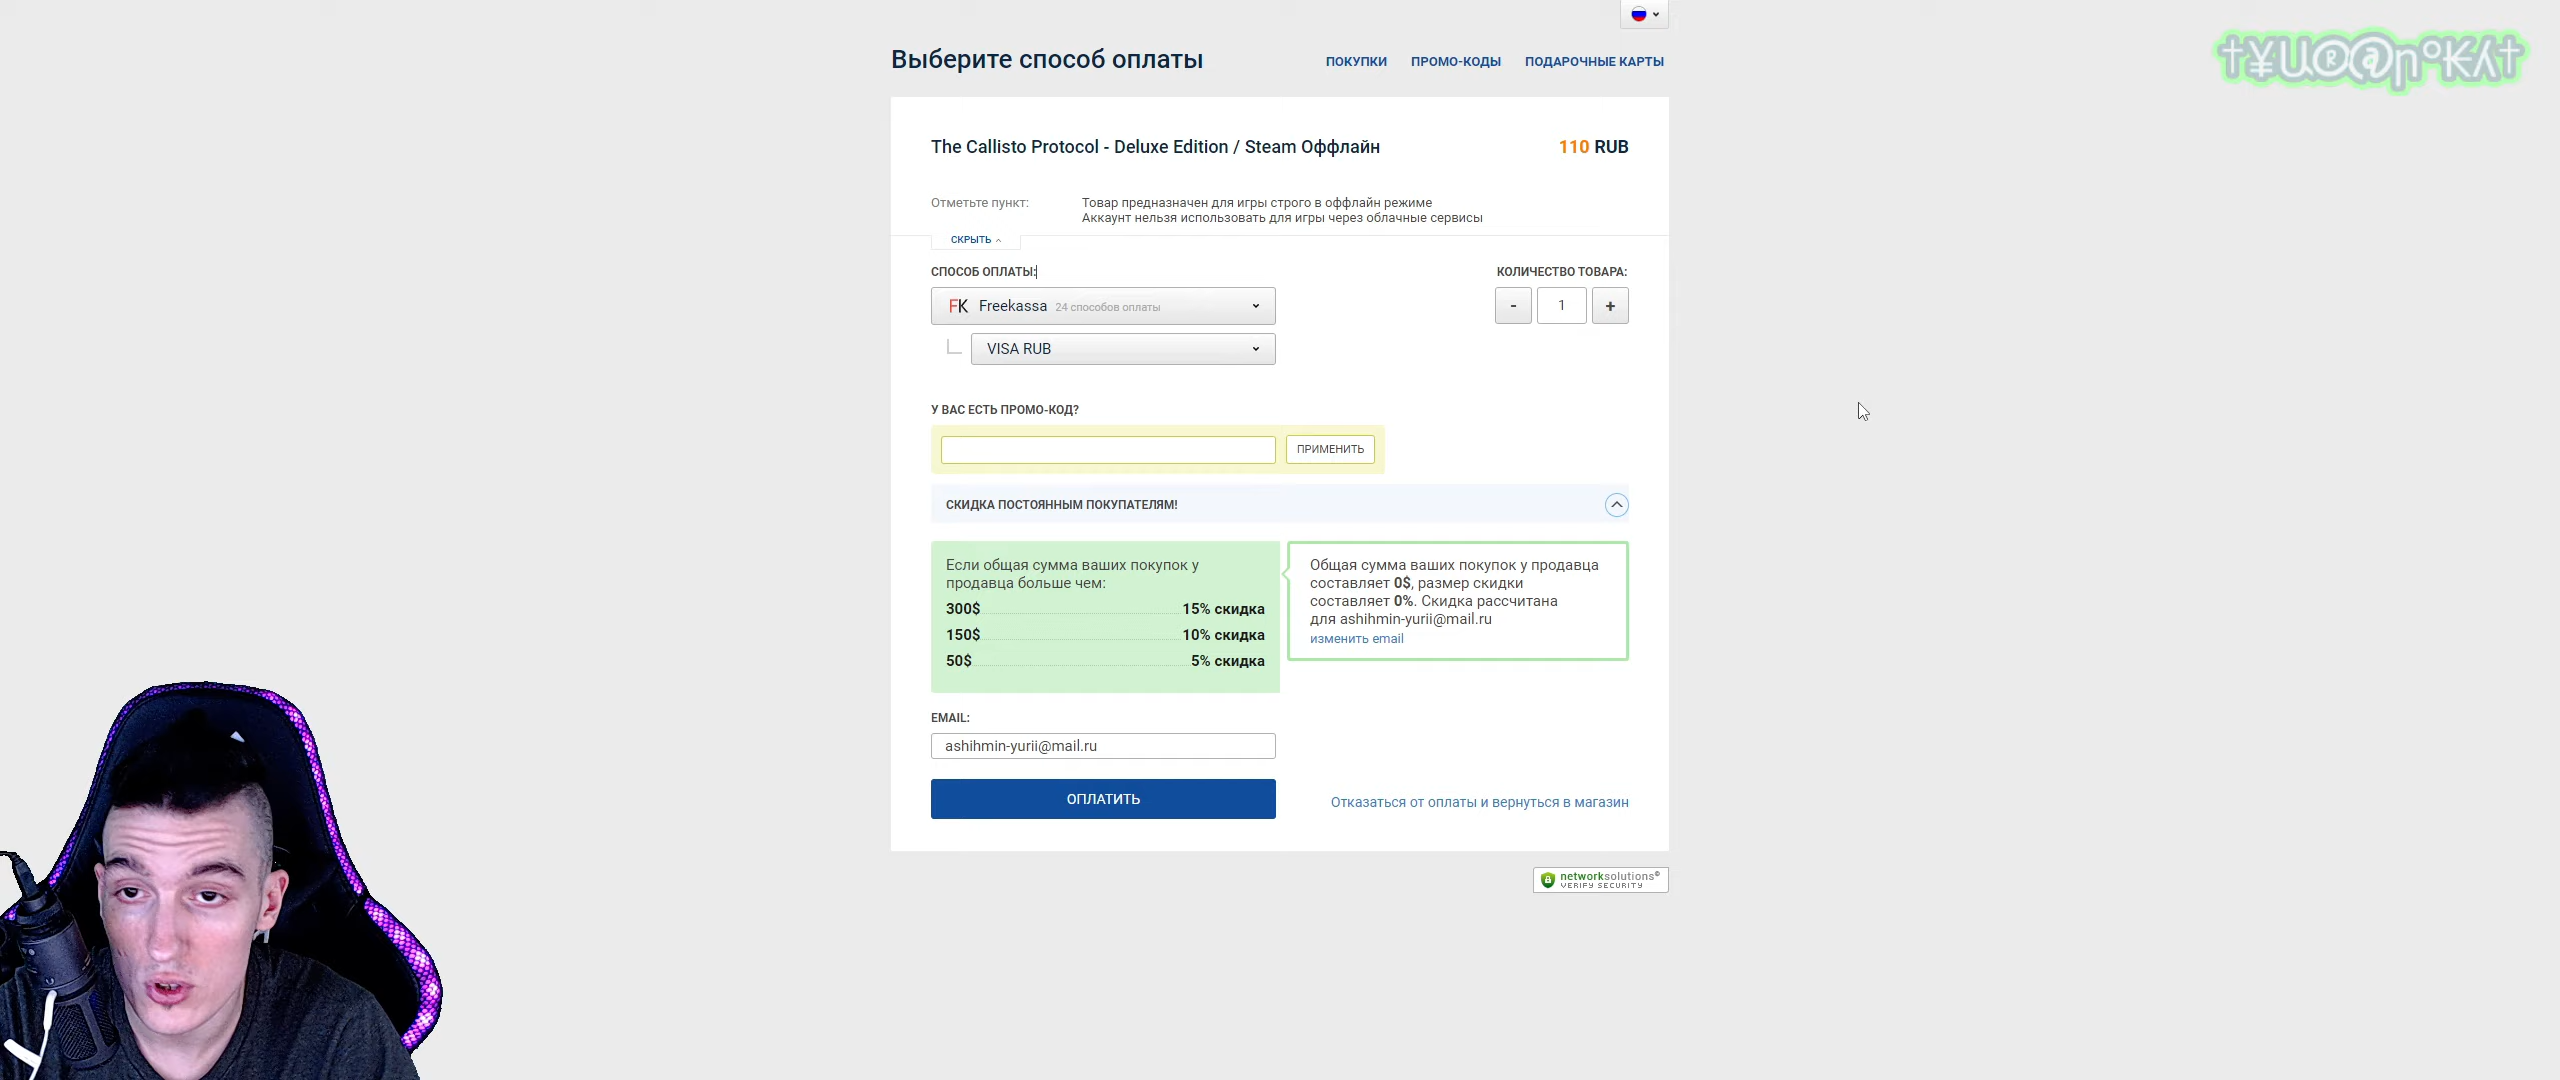 Выберите способ оплаты
ПОКУПКИ ПРОМО-КОДЫ ПОДАРОЧНЫЕ КАРТЫ
The Callisto Protocol - Deluxe Edition / Steam Оффлайн
110 RUB
Отметьте пункт:
Товар предназначен для игры строго в оффлайн режиме
Аккаунт нельзя использовать для игры через облачные сервисы
СКРЫТЬ
СПОСОБ ОПЛАТЫ:
КОЛИЧЕСТВО ТОВАРА:
FK Freekassa 24 способов оплаты
- 1 +
VISA RUB
У ВАС ЕСТЬ ПРОМО-КОД?
ПРИМЕНИТЬ
СКИДКА ПОСТОЯННЫМ ПОКУПАТЕЛЯМ!
Если общая сумма ваших покупок у
продавца больше чем:
300$ 15% скидка
150$ 10% скидка
50$ 5% скидка
Общая сумма ваших покупок у продавца
составляет 0$, размер скидки
составляет 0%. Скидка рассчитана
для ashihmin-yurii@mail.ru
изменить email
EMAIL:
ashihmin-yurii@mail.ru
ОПЛАТИТЬ
Отказаться от оплаты и вернуться в магазин
networksolutions®
VERIFY SECURITY